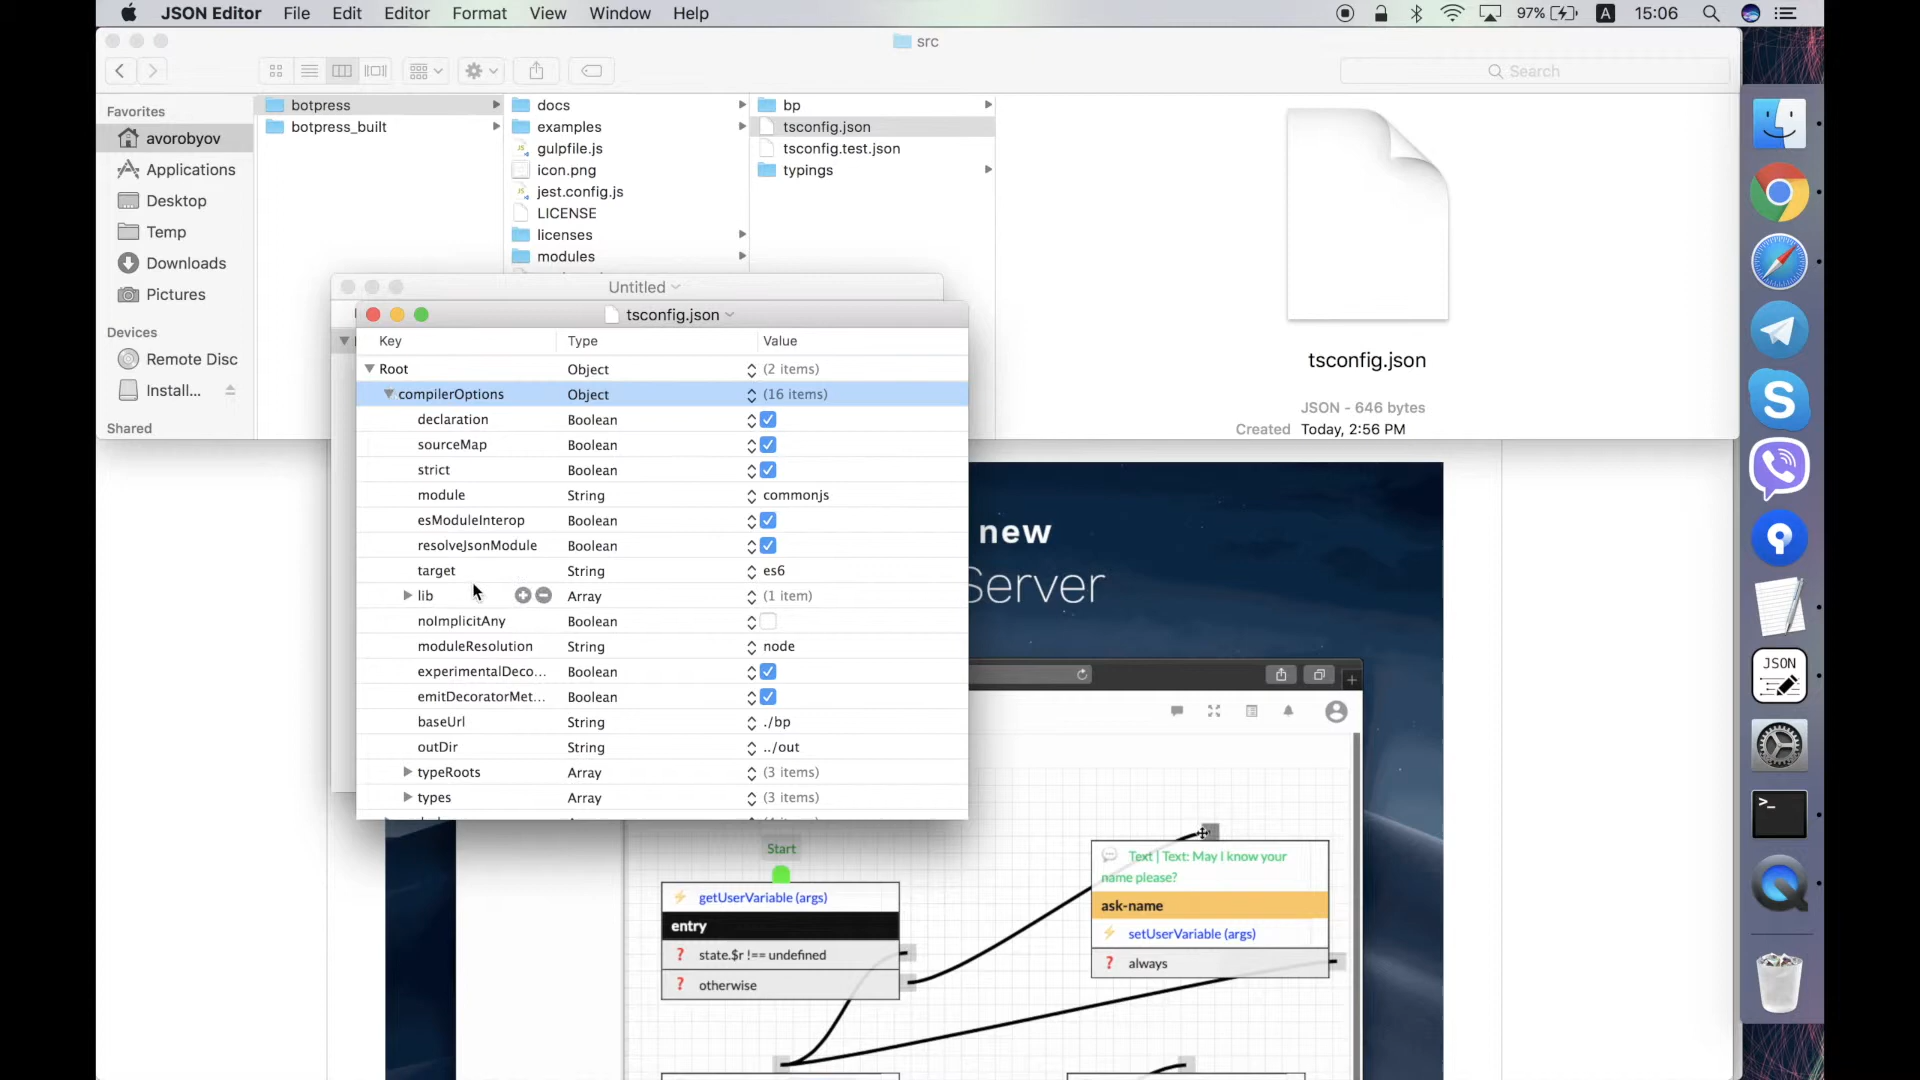 JSON Editor File Edit Editor Format View Window Help 97% A 15:06
src
Search
Favorites
avorobyov
Applications
Desktop
Temp
Downloads
Pictures
Devices
Remote Disc
Install...
Shared
botpress
botpress_built
docs
examples
gulpfile.js
icon.png
jest.config.js
LICENSE
licenses
modules
bp
tsconfig.json
tsconfig.test.json
typings
tsconfig.json
JSON - 646 bytes
Created Today, 2:56 PM
Untitled
tsconfig.json
Key Type Value
Root Object (2 items)
compilerOptions Object (16 items)
declaration Boolean
sourceMap Boolean
strict Boolean
module String commonjs
esModuleInterop Boolean
resolveJsonModule Boolean
target String es6
lib Array (1 item)
noImplicitAny Boolean
moduleResolution String node
experimentalDeco... Boolean
emitDecoratorMet... Boolean
baseUrl String ./bp
outDir String ../out
typeRoots Array (3 items)
types Array (3 items)
new
Server
Start
getUserVariable (args)
entry
state.$r !== undefined
otherwise
Text | Text: May I know your
name please?
ask-name
setUserVariable (args)
always
JSON